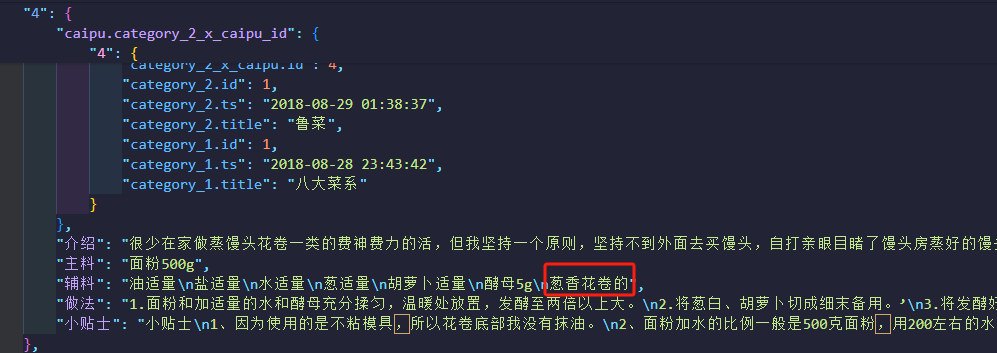 "4": {
"caipu.category_2_x_caipu_id": {
"4": {
"category_2_x_caipu.id": 4,
"category_2.id": 1,
"category_2.ts": "2018-08-29 01:38:37",
"category_2.title": "鲁菜",
"category_1.id": 1,
"category_1.ts": "2018-08-28 23:43:42",
"category_1.title": "八大菜系"
}
},
"介绍": "很少在家做蒸馒头花卷一类的费神费力的活，但我坚持一个原则，坚持不到外面去买馒头，自打亲眼目睹了馒头房蒸好的馒
"主料": "面粉500g",
"辅料": "油适量\n盐适量\n水适量\n葱适量\n胡萝卜适量\n酵母5g\n葱香花卷的",
"做法": "1.面粉和加适量的水和酵母充分揉匀，温暖处放置，发酵至两倍以上大。\n2.将葱白、胡萝卜切成细末备用。’\n3.将发酵好
"小贴士": "小贴士\n1、因为使用的是不粘模具，所以花卷底部我没有抹油。\n2、面粉加水的比例一般是500克面粉，用200左右的水
},